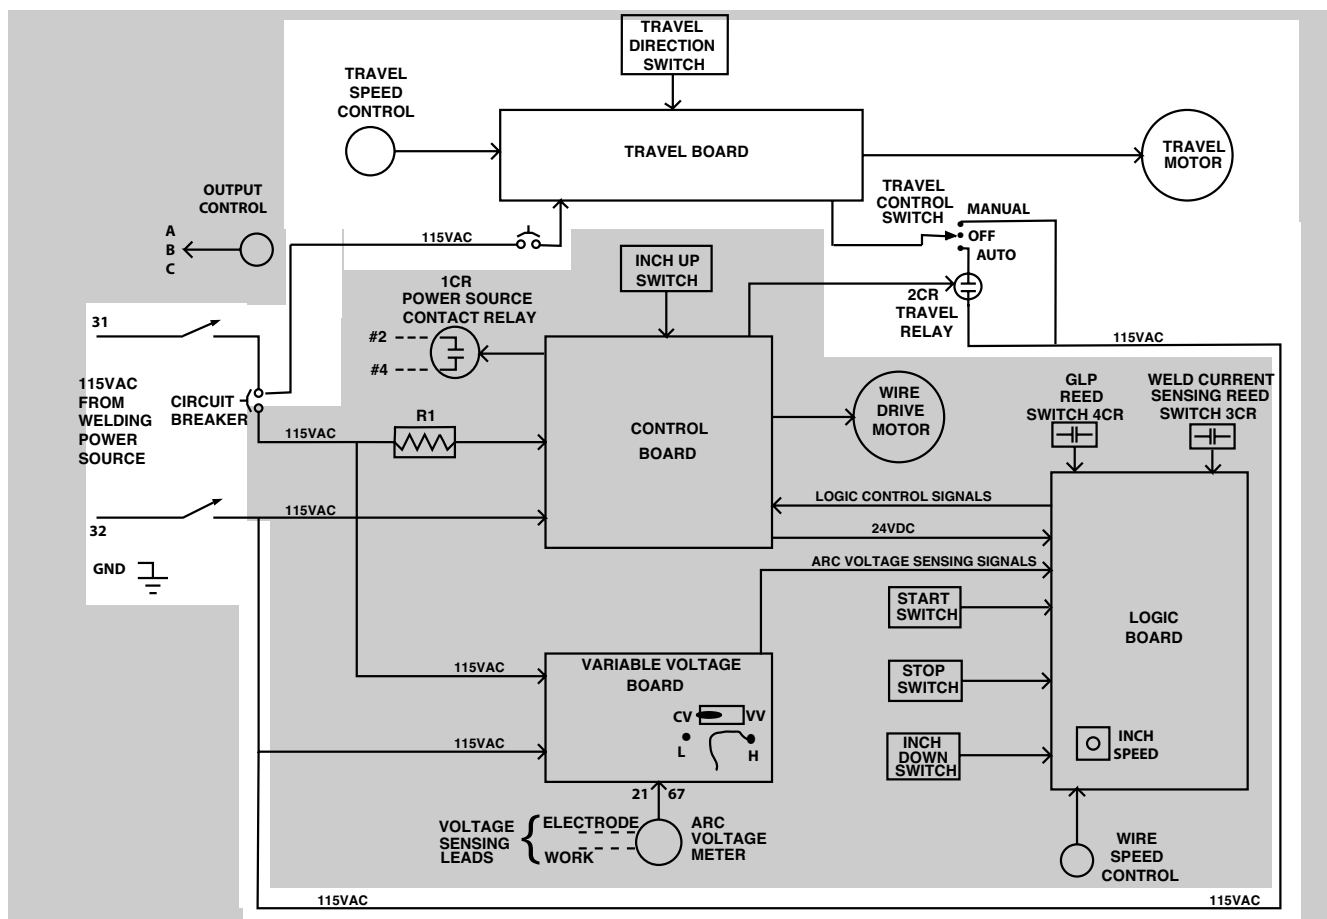 TRAVEL
DIRECTION
SWITCH
TRAVEL
SPEED
CONTROL
TRAVEL BOARD
TRAVEL
MOTOR
OUTPUT
CONTROL
A
B
C
115VAC
TRAVEL
CONTROL
SWITCH
MANUAL
OFF
AUTO
INCH UP
SWITCH
1CR
POWER SOURCE
CONTACT RELAY
#2
#4
2CR
TRAVEL
RELAY
115VAC
31
115VAC
FROM
WELDING
POWER
SOURCE
CIRCUIT
BREAKER
32
GND
115VAC
R1
115VAC
CONTROL
BOARD
WIRE
DRIVE
MOTOR
GLP
REED
SWITCH 4CR
WELD CURRENT
SENSING REED
SWITCH 3CR
LOGIC CONTROL SIGNALS
24VDC
ARC VOLTAGE SENSING SIGNALS
START
SWITCH
STOP
SWITCH
INCH
DOWN
SWITCH
LOGIC
BOARD
INCH
SPEED
115VAC
115VAC
VARIABLE VOLTAGE
BOARD
CV
VV
L
H
21
67
VOLTAGE
SENSING
LEADS
ELECTRODE
WORK
ARC
VOLTAGE
METER
WIRE
SPEED
CONTROL
115VAC
115VAC